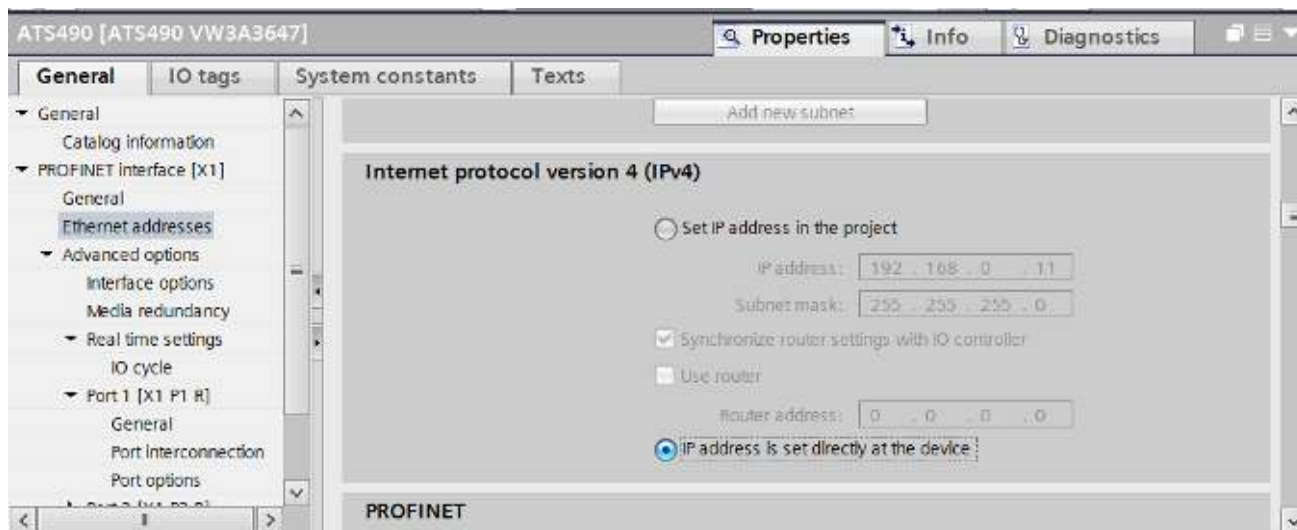 ATS490 [ATS490 VW3A3647]
Properties
Info
Diagnostics
General
IO tags
System constants
Texts
General
Catalog information
PROFINET interface [X1]
General
Ethernet addresses
Advanced options
Interface options
Media redundancy
Real time settings
IO cycle
Port 1 [X1 P1 R]
General
Port interconnection
Port options
Add new subnet
Internet protocol version 4 (IPv4)
Set IP address in the project
IP address: 192 . 168 . 0 . 11
Subnet mask: 255 . 255 . 255 . 0
Synchronize router settings with IO controller
Use router
Router address: 0 . 0 . 0 . 0
IP address is set directly at the device
PROFINET